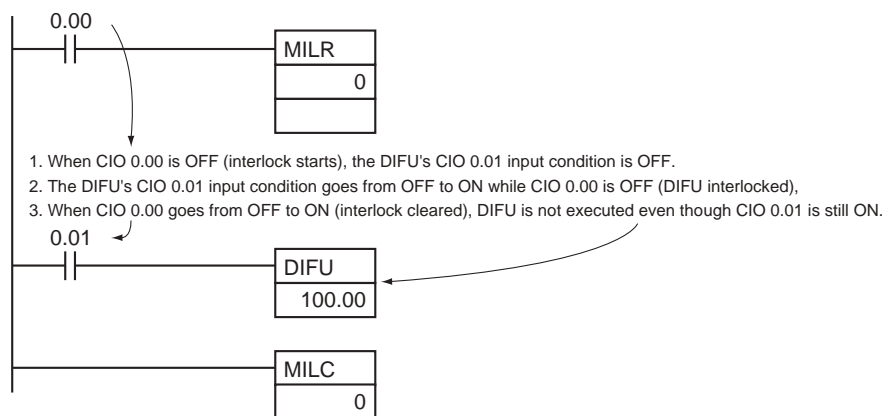 0.00
MILR
0
1. When CIO 0.00 is OFF (interlock starts), the DIFU's CIO 0.01 input condition is OFF.
2. The DIFU's CIO 0.01 input condition goes from OFF to ON while CIO 0.00 is OFF (DIFU interlocked),
3. When CIO 0.00 goes from OFF to ON (interlock cleared), DIFU is not executed even though CIO 0.01 is still ON.
0.01
DIFU
100.00
MILC
0